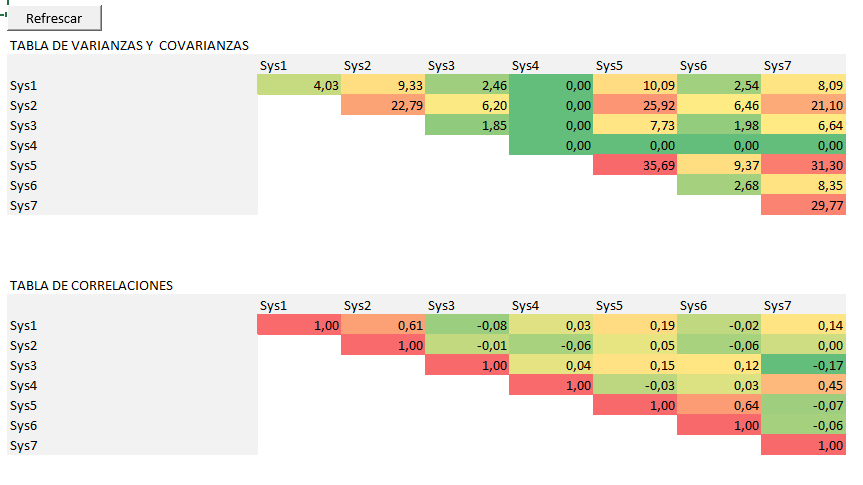 Refrescar
TABLA DE VARIANZAS Y  COVARIANZAS
Sys1 Sys2 Sys3 Sys4 Sys5 Sys6 Sys7
Sys1 4,03 9,33 2,46 0,00 10,09 2,54 8,09
Sys2 22,79 6,20 0,00 25,92 6,46 21,10
Sys3 1,85 0,00 7,73 1,98 6,64
Sys4 0,00 0,00 0,00 0,00
Sys5 35,69 9,37 31,30
Sys6 2,68 8,35
Sys7 29,77
TABLA DE CORRELACIONES
Sys1 Sys2 Sys3 Sys4 Sys5 Sys6 Sys7
Sys1 1,00 0,61 -0,08 0,03 0,19 -0,02 0,14
Sys2 1,00 -0,01 -0,06 0,05 -0,06 0,00
Sys3 1,00 0,04 0,15 0,12 -0,17
Sys4 1,00 -0,03 0,03 0,45
Sys5 1,00 0,64 -0,07
Sys6 1,00 -0,06
Sys7 1,00